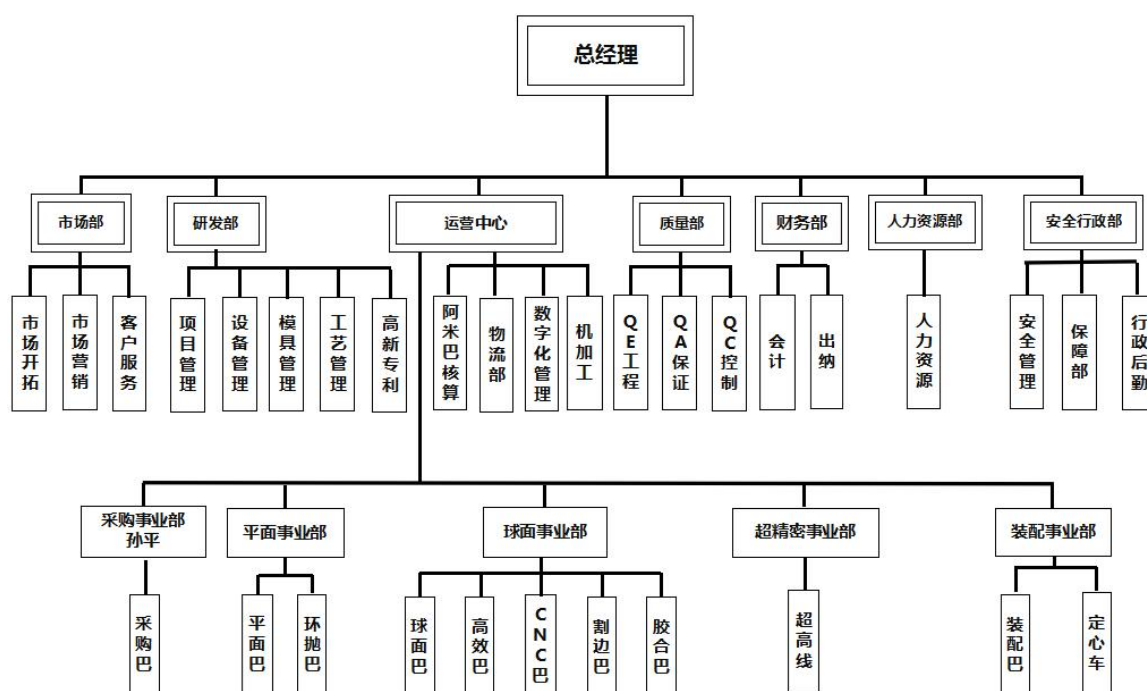 总经理
市场部
研发部
运营中心
质量部
财务部
人力资源部
安全行政部
市场开拓
市场营销
客户服务
项目管理
设备管理
模具管理
工艺管理
高新专利
阿米巴核算
物流部
数字化管理
机加工
QE工程
QA保证
QC控制
会计
出纳
人力资源
安全管理
保障部
行政后勤
采购事业部
孙平
平面事业部
球面事业部
超精密事业部
装配事业部
采购巴
平面巴
环抛巴
球面巴
高效巴
CNC巴
割边巴
胶合巴
超高线
装配巴
定心车